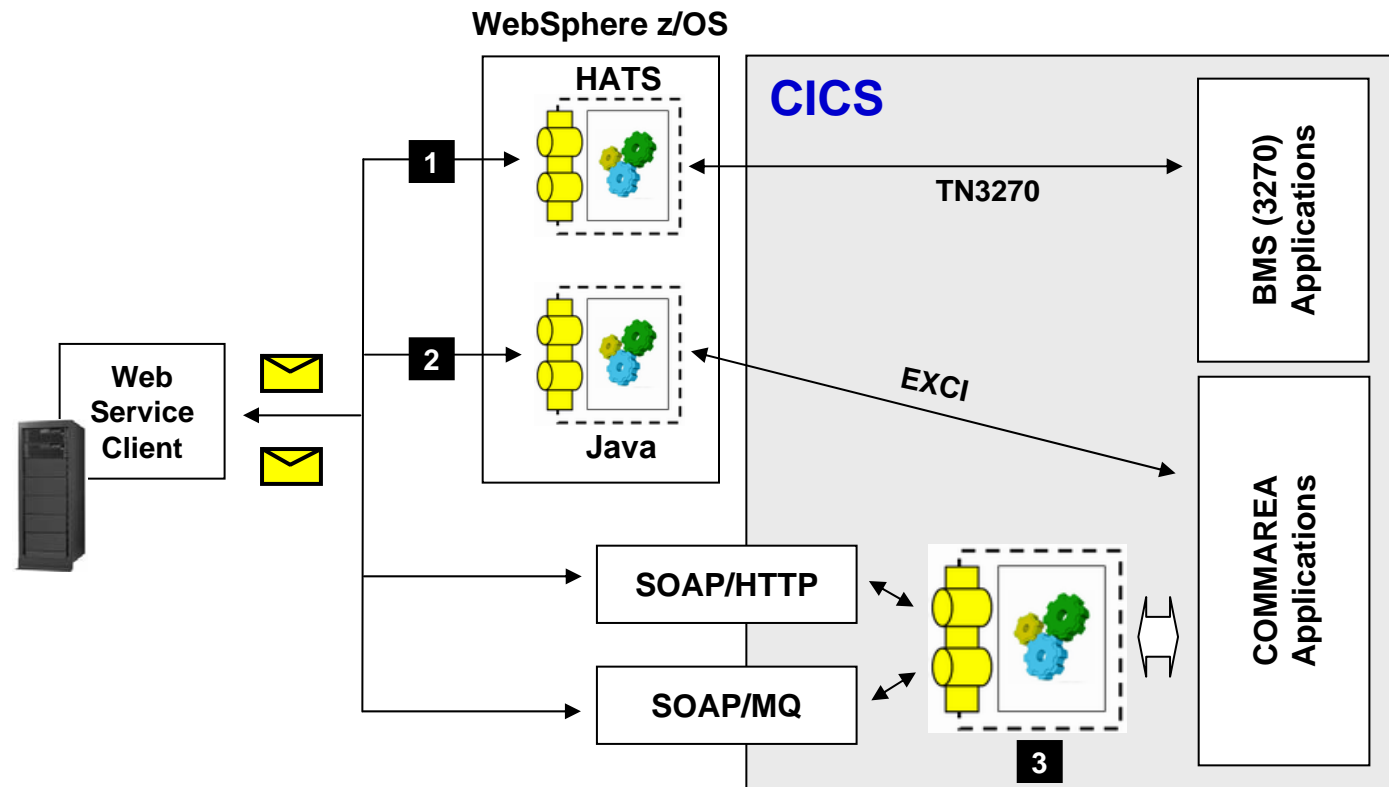 WebSphere z/OS
HATS
CICS
1
TN3270
BMS (3270)
Applications
2
EXCI
Web
Service
Client
Java
SOAP/HTTP
COMMAREA
Applications
SOAP/MQ
3